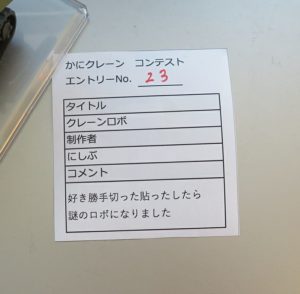 かにクレーン　コンテスト
エントリーNo. 23
タイトル
クレーンロボ
制作者
にしぶ
コメント
好き勝手切った貼ったしたら
謎のロボになりました